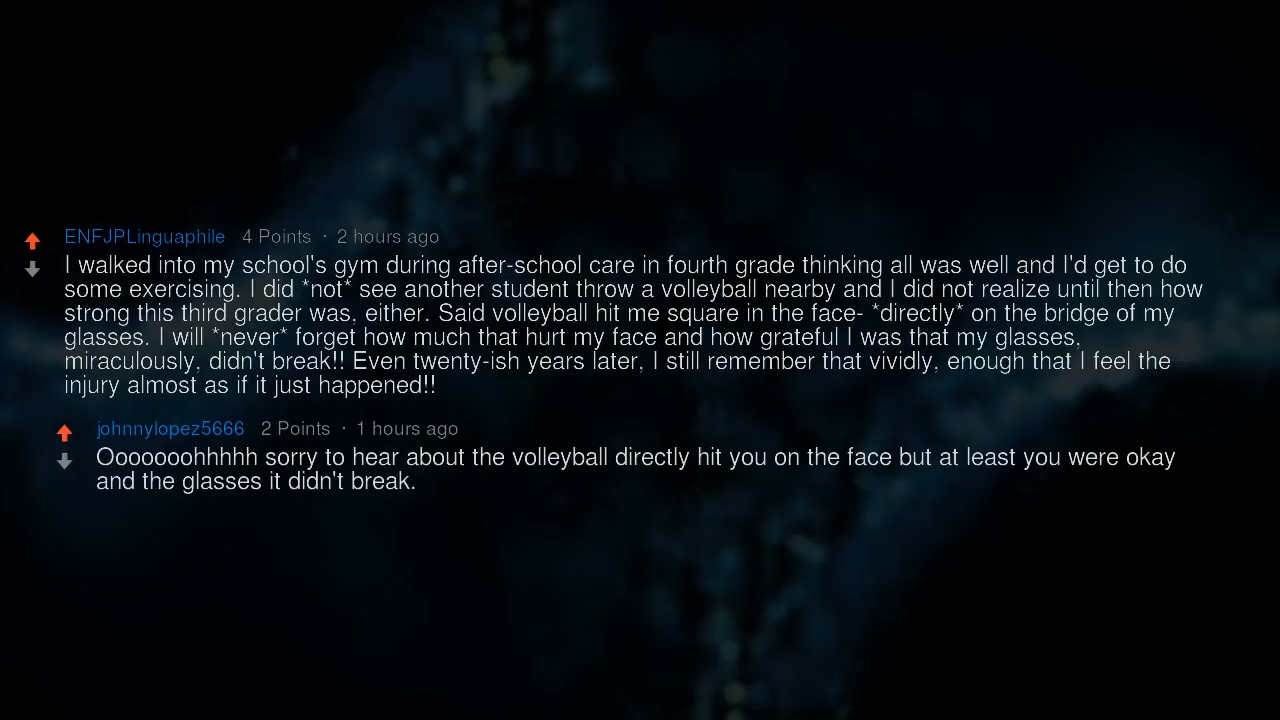 ENFJPLinguaphile 4 Points · 2 hours ago
I walked into my school's gym during after-school care in fourth grade thinking all was well and I'd get to do
some exercising. I did *not* see another student throw a volleyball nearby and I did not realize until then how
strong this third grader was, either. Said volleyball hit me square in the face- *directly* on the bridge of my
glasses. I will *never* forget how much that hurt my face and how grateful I was that my glasses,
miraculously, didn't break!! Even twenty-ish years later, I still remember that vividly, enough that I feel the
injury almost as if it just happened!!
johnnylopez5666 2 Points · 1 hours ago
Ooooooohhhhh sorry to hear about the volleyball directly hit you on the face but at least you were okay
and the glasses it didn't break.